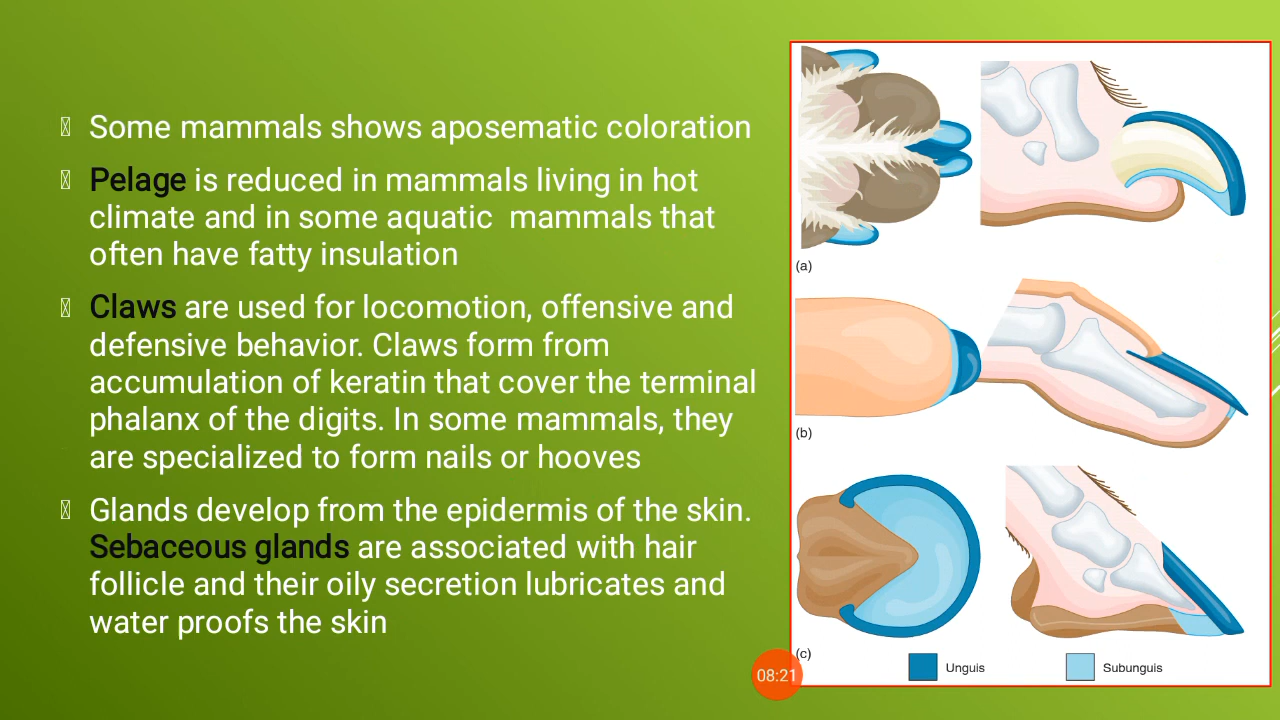 Some mammals shows aposematic coloration
Pelage is reduced in mammals living in hot
climate and in some aquatic  mammals that
often have fatty insulation
Claws are used for locomotion, offensive and
defensive behavior. Claws form from
accumulation of keratin that cover the terminal
phalanx of the digits. In some mammals, they
are specialized to form nails or hooves
Glands develop from the epidermis of the skin.
Sebaceous glands are associated with hair
follicle and their oily secretion lubricates and
water proofs the skin
(a)
(b)
(c)
Unguis
Subunguis
08:21